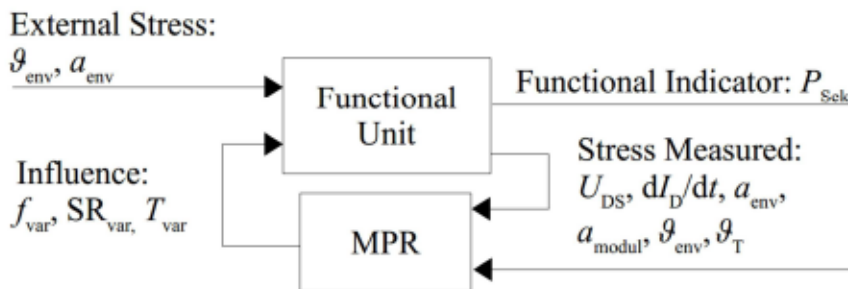 External Stress:
ϑenv, aenv
Functional
Unit
Functional Indicator: PSek
Influence:
fvar, SRvar, Tvar
MPR
Stress Measured:
UDS, dID/dt, aenv,
amodul, ϑenv, ϑT